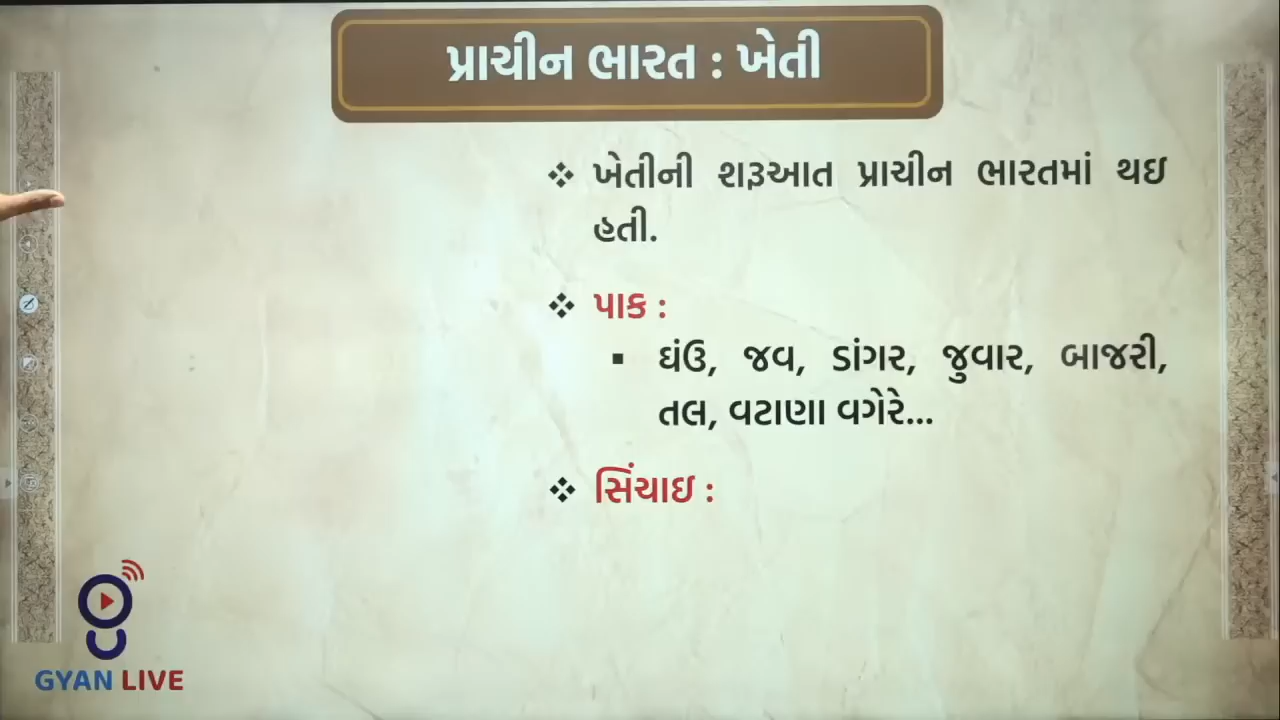 પ્રાચીન ભારત : ખેતી
ખેતીની શરૂઆત પ્રાચીન ભારતમાં થઇ
હતી.
પાક :
ઘંઉ, જવ, ડાંગર, જુવાર, બાજરી,
તલ, વટાણા વગેરે...
સિંચાઇ :
GYAN LIVE